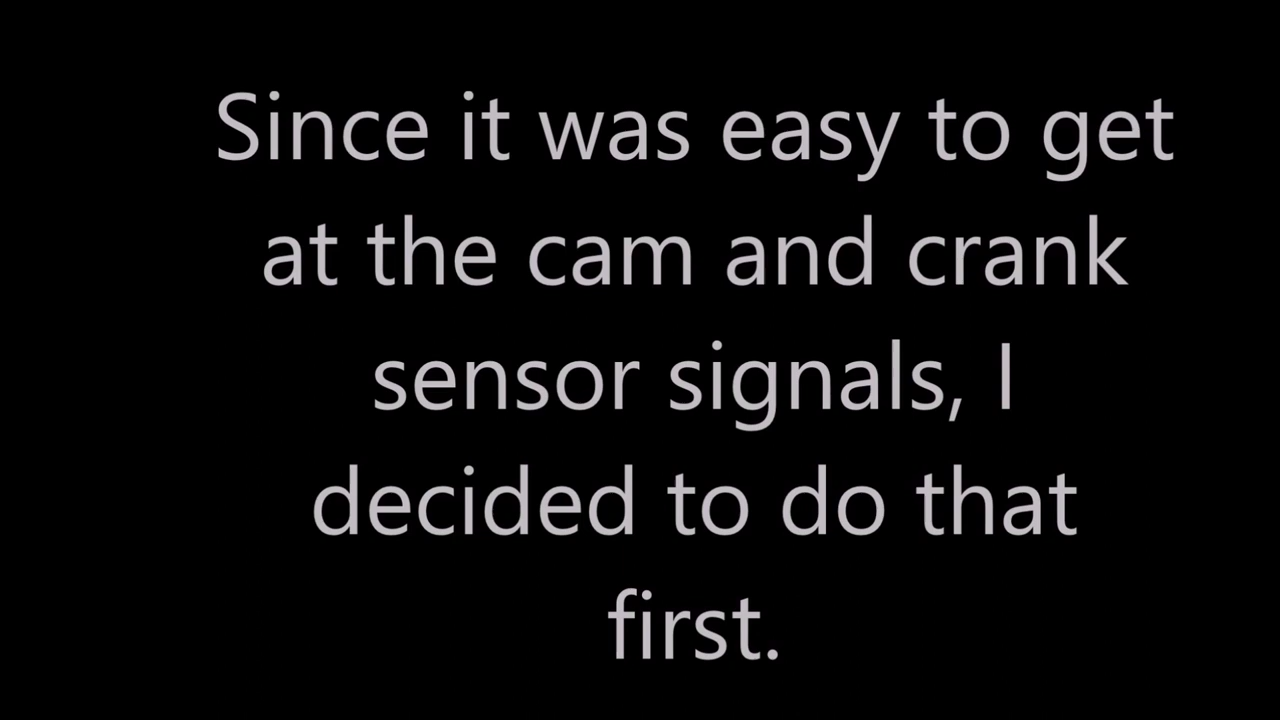 Since it was easy to get
at the cam and crank
sensor signals, I
decided to do that
first.